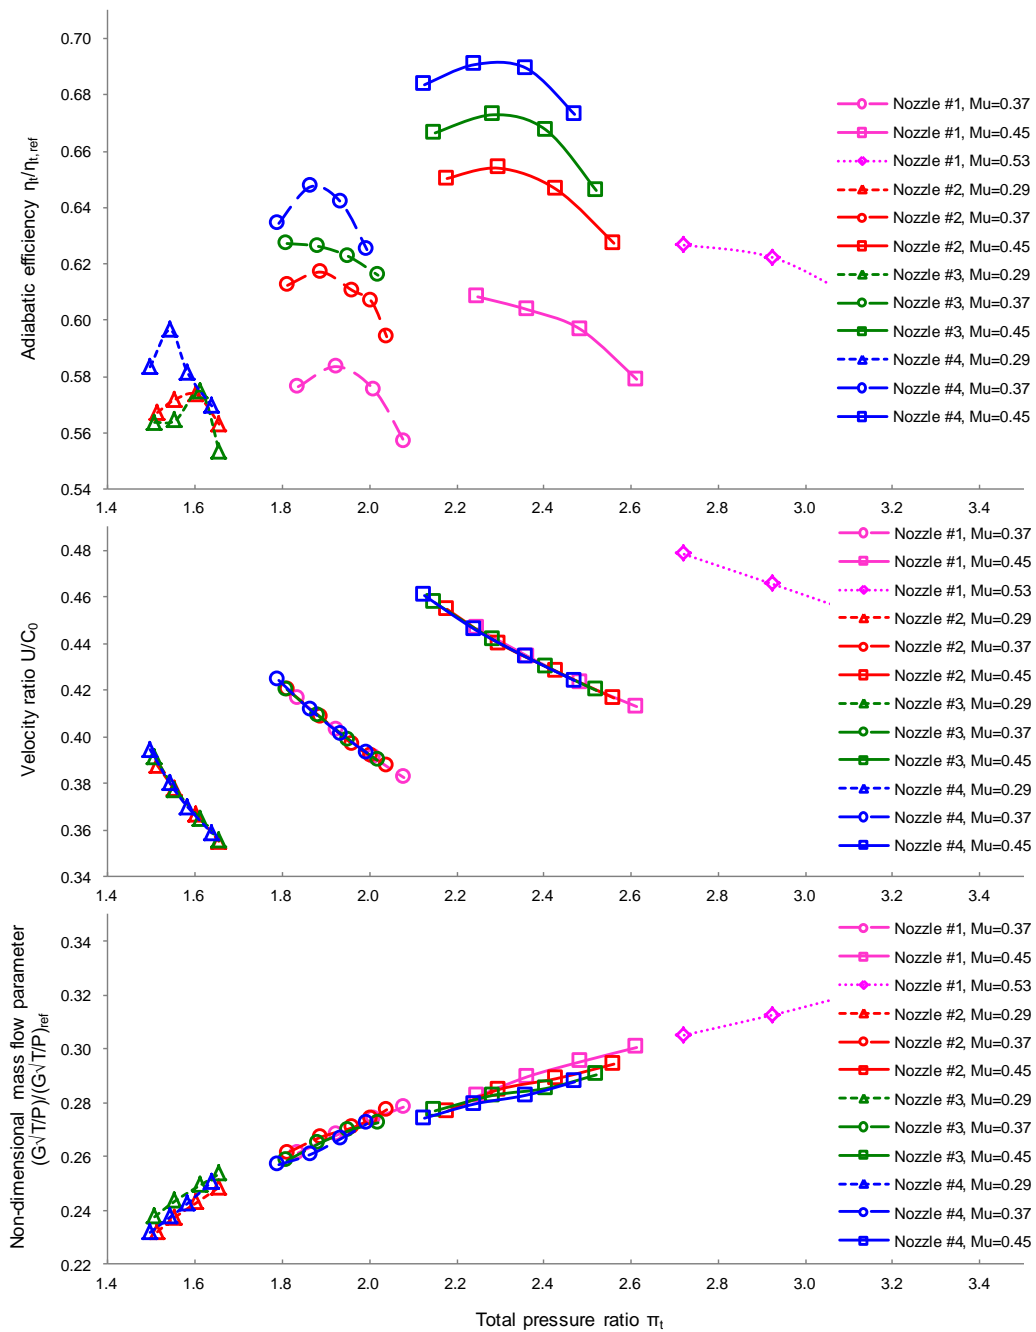 Adiabatic efficiency ηt/ηt,ref
0.70
0.68
0.66
0.64
0.62
0.60
0.58
0.56
0.54
1.4 1.6 1.8 2.0 2.2 2.4 2.6 2.8 3.0 3.2 3.4
Nozzle #1, Mu=0.37
Nozzle #1, Mu=0.45
Nozzle #1, Mu=0.53
Nozzle #2, Mu=0.29
Nozzle #2, Mu=0.37
Nozzle #2, Mu=0.45
Nozzle #3, Mu=0.29
Nozzle #3, Mu=0.37
Nozzle #3, Mu=0.45
Nozzle #4, Mu=0.29
Nozzle #4, Mu=0.37
Nozzle #4, Mu=0.45
Velocity ratio U/C0
0.48
0.46
0.44
0.42
0.40
0.38
0.36
0.34
1.4 1.6 1.8 2.0 2.2 2.4 2.6 2.8 3.0 3.2 3.4
Nozzle #1, Mu=0.37
Nozzle #1, Mu=0.45
Nozzle #1, Mu=0.53
Nozzle #2, Mu=0.29
Nozzle #2, Mu=0.37
Nozzle #2, Mu=0.45
Nozzle #3, Mu=0.29
Nozzle #3, Mu=0.37
Nozzle #3, Mu=0.45
Nozzle #4, Mu=0.29
Nozzle #4, Mu=0.37
Nozzle #4, Mu=0.45
Non-dimensional mass flow parameter
(G√T/P)/(G√T/P)ref
0.34
0.32
0.30
0.28
0.26
0.24
0.22
1.4 1.6 1.8 2.0 2.2 2.4 2.6 2.8 3.0 3.2 3.4
Nozzle #1, Mu=0.37
Nozzle #1, Mu=0.45
Nozzle #1, Mu=0.53
Nozzle #2, Mu=0.29
Nozzle #2, Mu=0.37
Nozzle #2, Mu=0.45
Nozzle #3, Mu=0.29
Nozzle #3, Mu=0.37
Nozzle #3, Mu=0.45
Nozzle #4, Mu=0.29
Nozzle #4, Mu=0.37
Nozzle #4, Mu=0.45
Total pressure ratio πt